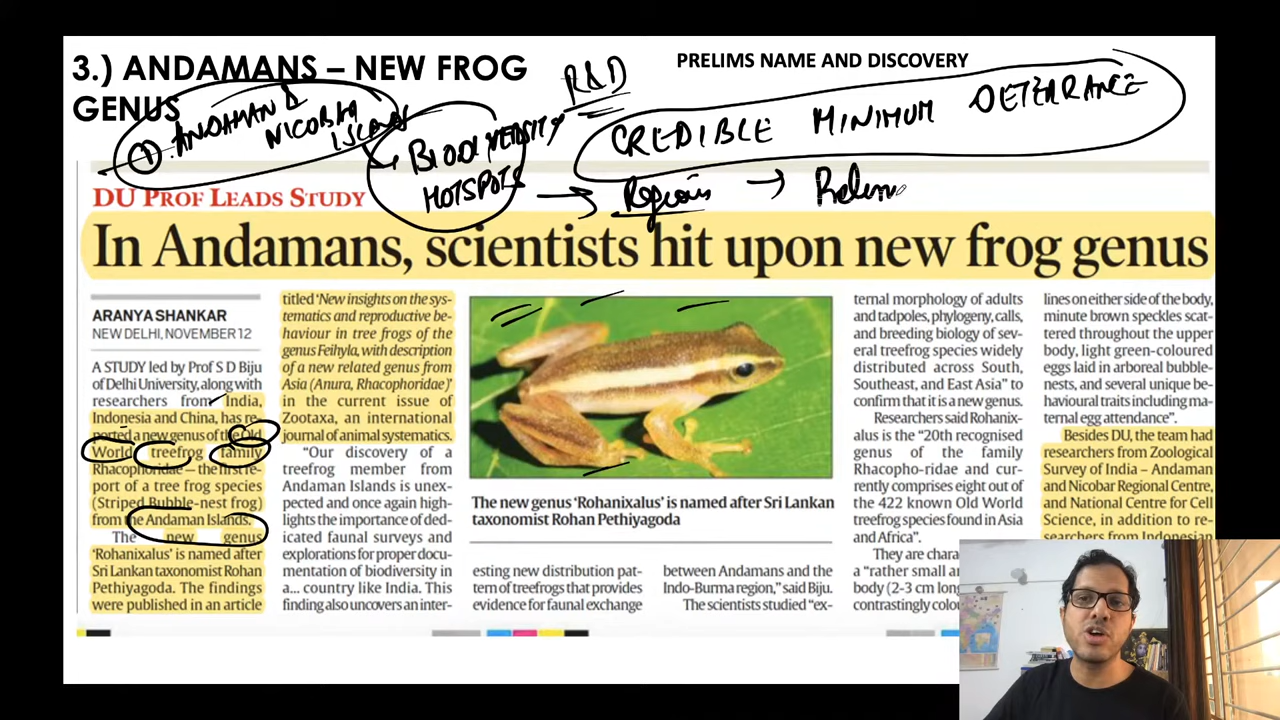 3.) ANDAMANS – NEW FROG
GENUS
PRELIMS NAME AND DISCOVERY
R&D
1 ANDAMAN &
NICOBAR
ISLANDS
BIODIVERSITY
HOTSPOTS
CREDIBLE MINIMUM DETERRANCE
Regions → Prelims
DU PROF LEADS STUDY
In Andamans, scientists hit upon new frog genus
ARANYA SHANKAR
NEW DELHI, NOVEMBER 12
A STUDY led by Prof S D Biju
of Delhi University, along with
researchers from India,
Indonesia and China, has re-
ported a new genus of the Old
World treefrog family
Rhacophoridae — the first re-
port of a tree frog species
(Striped Bubble-nest frog)
from the Andaman Islands.
The new genus
'Rohanixalus' is named after
Sri Lankan taxonomist Rohan
Pethiyagoda. The findings
were published in an article
titled 'New insights on the sys-
tematics and reproductive be-
haviour in tree frogs of the
genus Feihyla, with description
of a new related genus from
Asia (Anura, Rhacophoridae)'
in the current issue of
Zootaxa, an international
journal of animal systematics.
"Our discovery of a
treefrog member from
Andaman Islands is unex-
pected and once again high-
lights the importance of ded-
icated faunal surveys and
explorations for proper docu-
mentation of biodiversity in
a... country like India. This
finding also uncovers an inter-
The new genus 'Rohanixalus' is named after Sri Lankan
taxonomist Rohan Pethiyagoda
esting new distribution pat-
tern of treefrogs that provides
evidence for faunal exchange
between Andamans and the
Indo-Burma region," said Biju.
The scientists studied "ex-
ternal morphology of adults
and tadpoles, phylogeny, calls,
and breeding biology of sev-
eral treefrog species widely
distributed across South,
Southeast, and East Asia" to
confirm that it is a new genus.
Researchers said Rohanix-
alus is the "20th recognised
genus of the family
Rhacopho-ridae and cur-
rently comprises eight out of
the 422 known Old World
treefrog species found in Asia
and Africa".
They are chara
a "rather small a
body (2-3 cm long
contrastingly colo
lines on either side of the body,
minute brown speckles scat-
tered throughout the upper
body, light green-coloured
eggs laid in arboreal bubble-
nests, and several unique be-
havioural traits including ma-
ternal egg attendance".
Besides DU, the team had
researchers from Zoological
Survey of India – Andaman
and Nicobar Regional Centre,
and National Centre for Cell
Science, in addition to re-
searchers from Indonesian